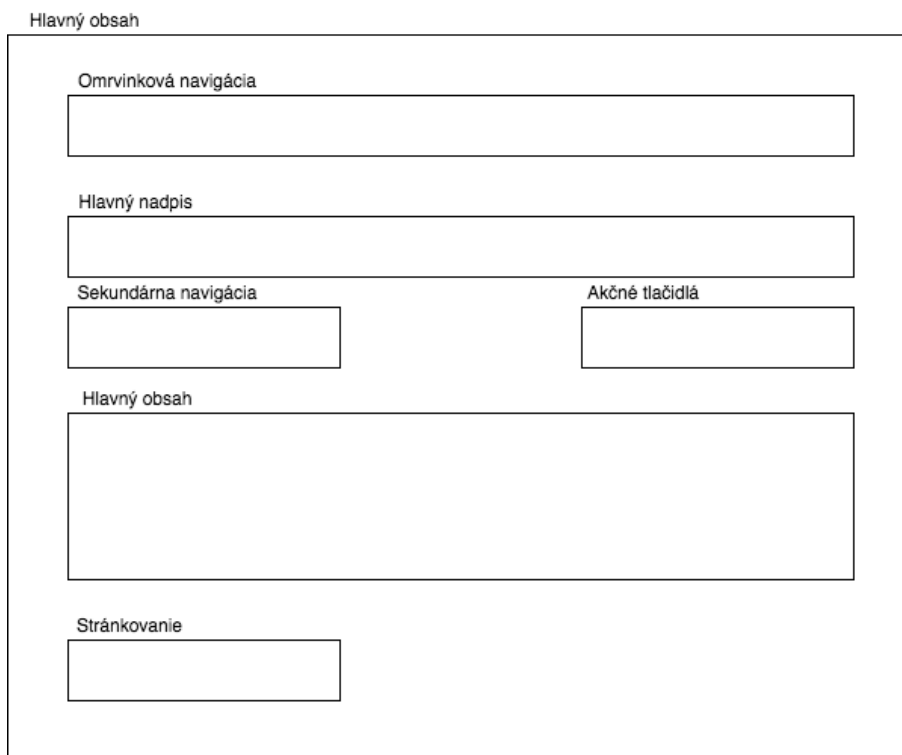 Hlavný obsah
Omrvinková navigácia
Hlavný nadpis
Sekundárna navigácia
Akčné tlačidlá
Hlavný obsah
Stránkovanie